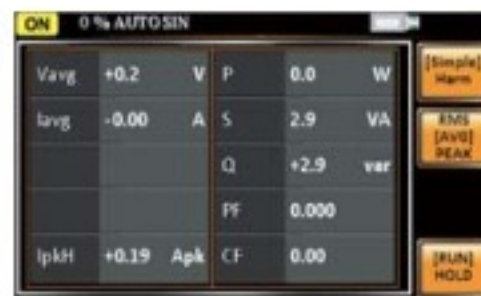 ON 0 % AUTO SIN
Vavg +0.2 V P 0.0 W
Iavg -0.00 A S 2.9 VA
Q +2.9 var
PF 0.000
IpkH +0.19 Apk CF 0.00
[Simple]
Harm
RMS
[AVG]
PEAK
[RUN]
HOLD